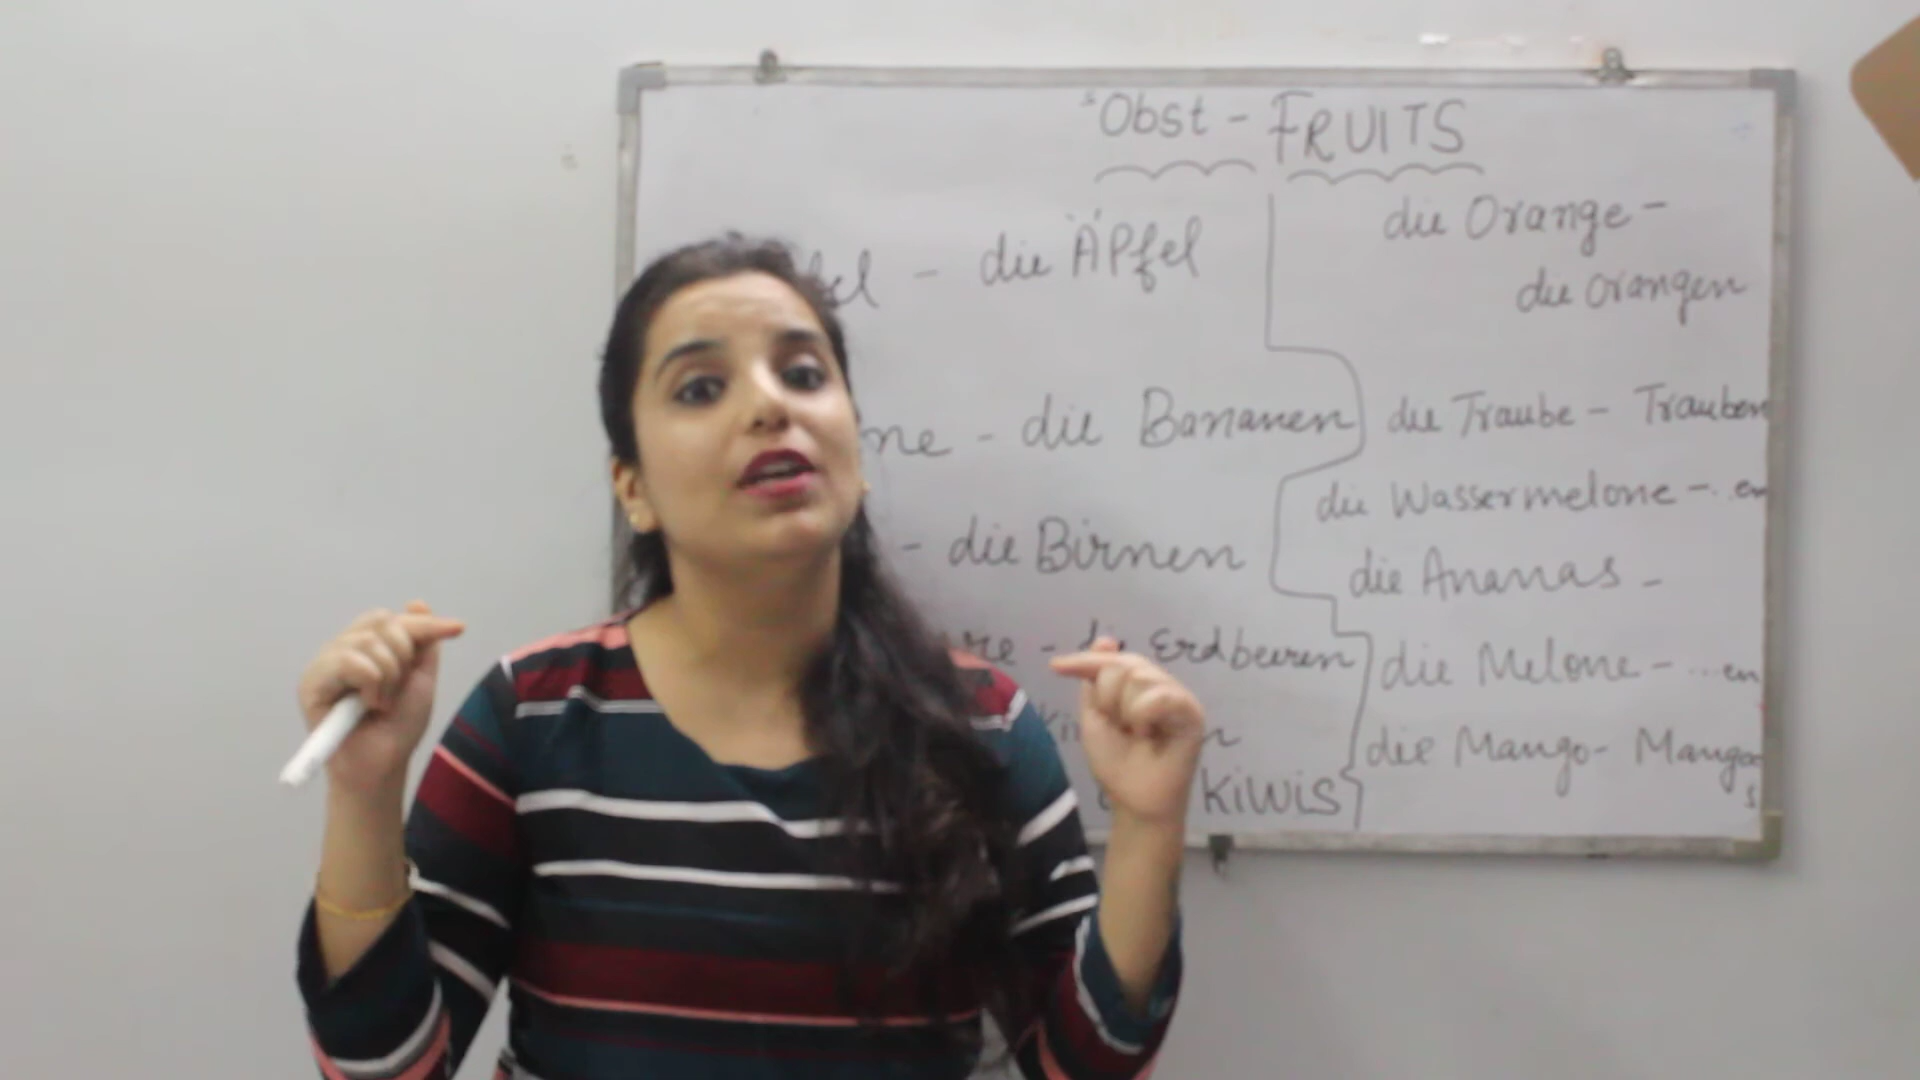 Obst - FRUITS
- die Äpfel
- die Bananen
- die Birnen
- die Erdbeeren
KiWiS
die Orange -
die Orangen
die Traube - Trauben
die Wassermelone - ..en
die Ananas -
die Melone - ...en
die Mango - Mangos